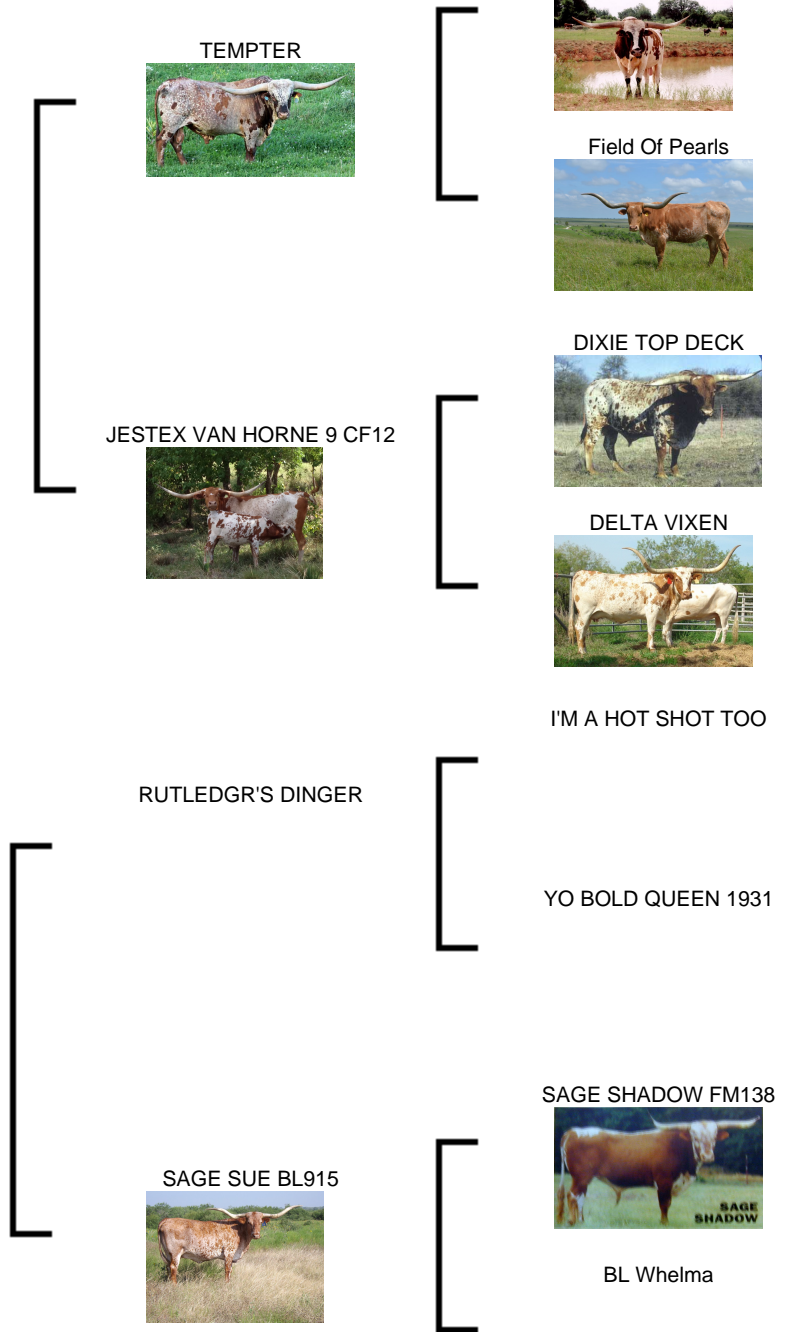 TEMPTER
Field Of Pearls
DIXIE TOP DECK
JESTEX VAN HORNE 9 CF12
DELTA VIXEN
I'M A HOT SHOT TOO
RUTLEDGR'S DINGER
YO BOLD QUEEN 1931
SAGE SHADOW FM138
SAGE
SHADOW
SAGE SUE BL915
BL Whelma